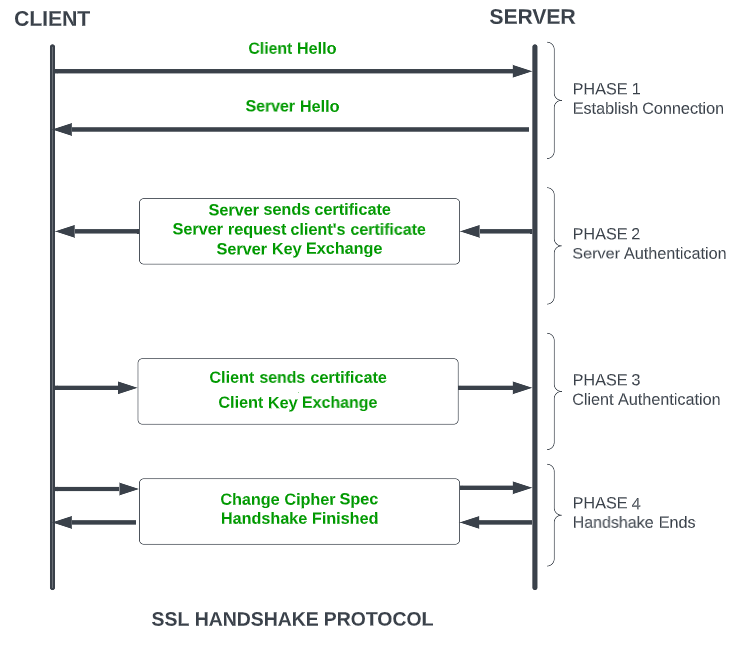 CLIENT
SERVER
Client Hello
PHASE 1
Establish Connection
Server Hello
Server sends certificate
Server request client's certificate
Server Key Exchange
PHASE 2
Server Authentication
Client sends certificate
Client Key Exchange
PHASE 3
Client Authentication
Change Cipher Spec
Handshake Finished
PHASE 4
Handshake Ends
SSL HANDSHAKE PROTOCOL